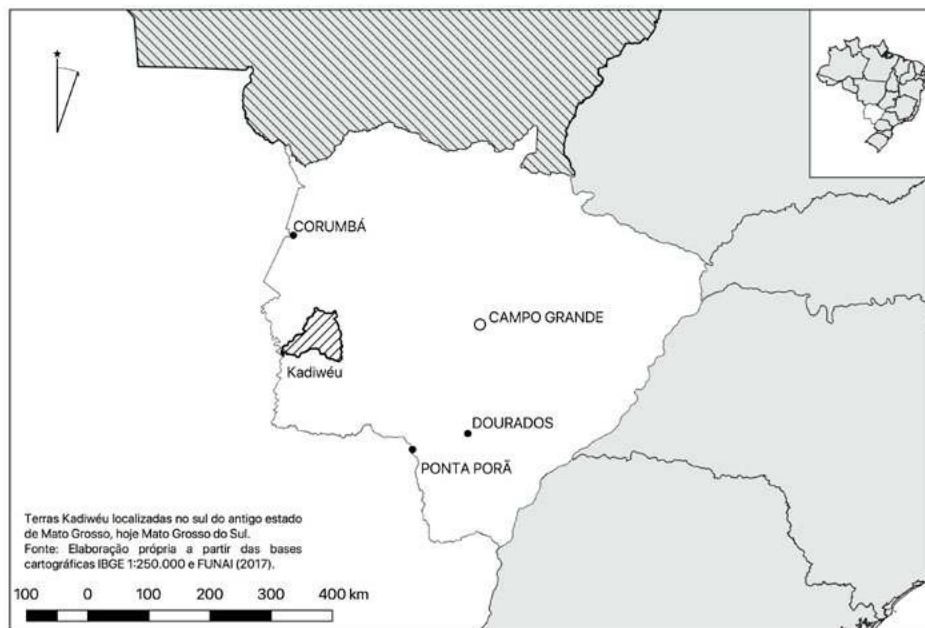 CORUMBÁ
CAMPO GRANDE
Kadiwéu
DOURADOS
PONTA PORÃ
Terras Kadiwéu localizadas no sul do antigo estado
de Mato Grosso, hoje Mato Grosso do Sul.
Fonte: Elaboração própria a partir das bases
cartográficas IBGE 1:250.000 e FUNAI (2017).
100 0 100 200 300 400 km